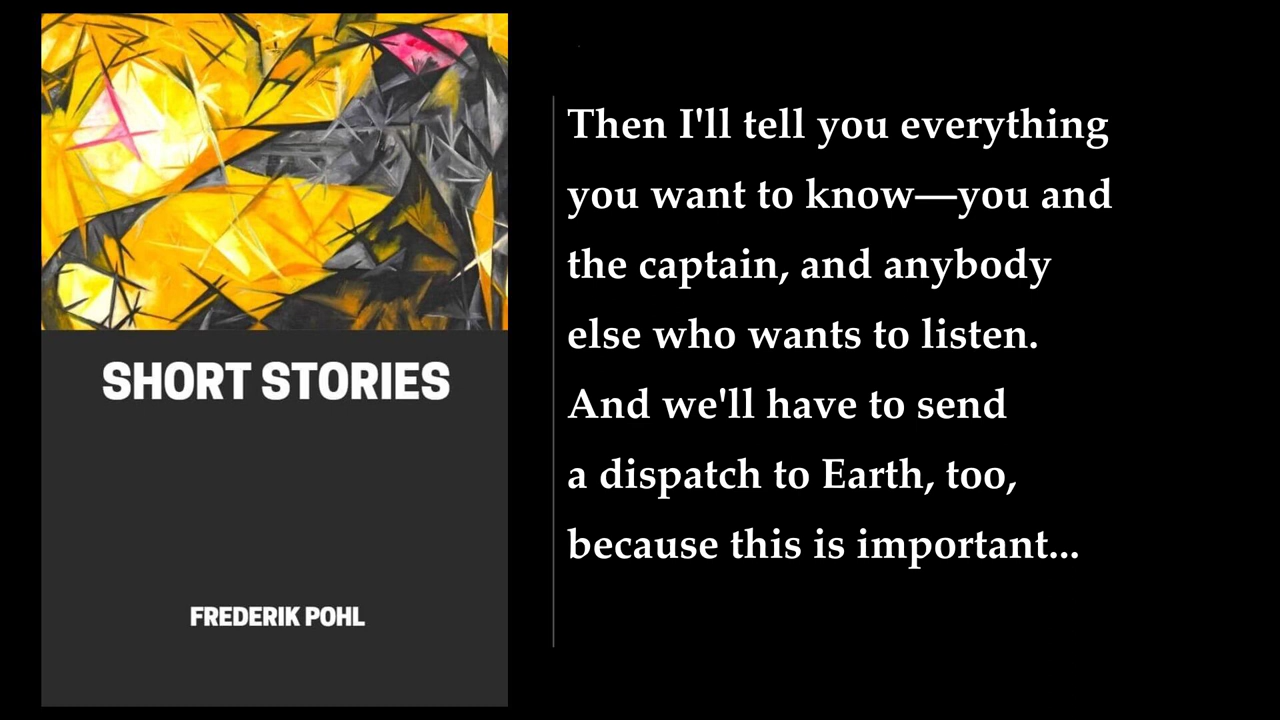 SHORT STORIES
FREDERIK POHL
Then I'll tell you everything
you want to know—you and
the captain, and anybody
else who wants to listen.
And we'll have to send
a dispatch to Earth, too,
because this is important...